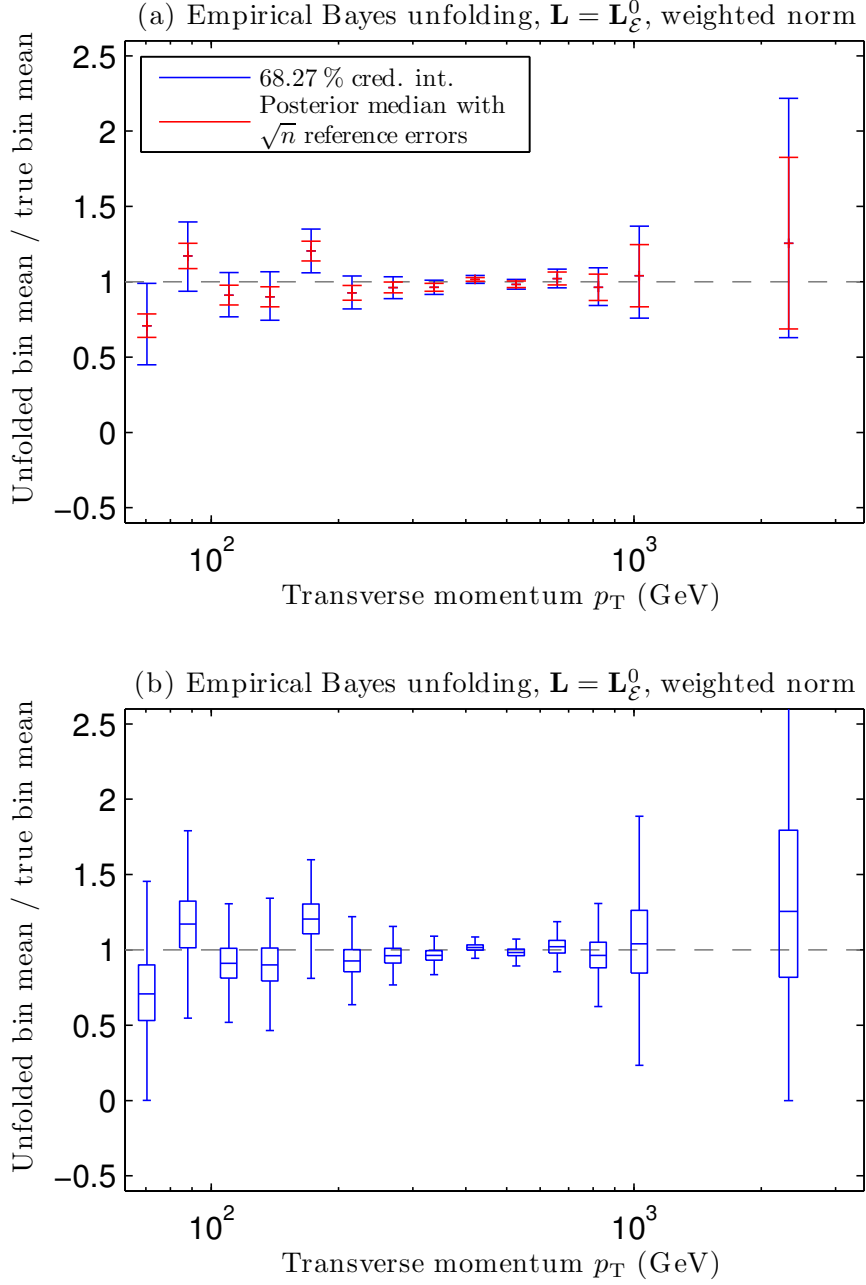 (a) Empirical Bayes unfolding, L = L⁰_ℰ, weighted norm
68.27 % cred. int.
Posterior median with
√n reference errors
Unfolded bin mean / true bin mean
2.5
2
1.5
1
0.5
0
−0.5
10² 10³
Transverse momentum p_T (GeV)
(b) Empirical Bayes unfolding, L = L⁰_ℰ, weighted norm
Unfolded bin mean / true bin mean
2.5
2
1.5
1
0.5
0
−0.5
10² 10³
Transverse momentum p_T (GeV)